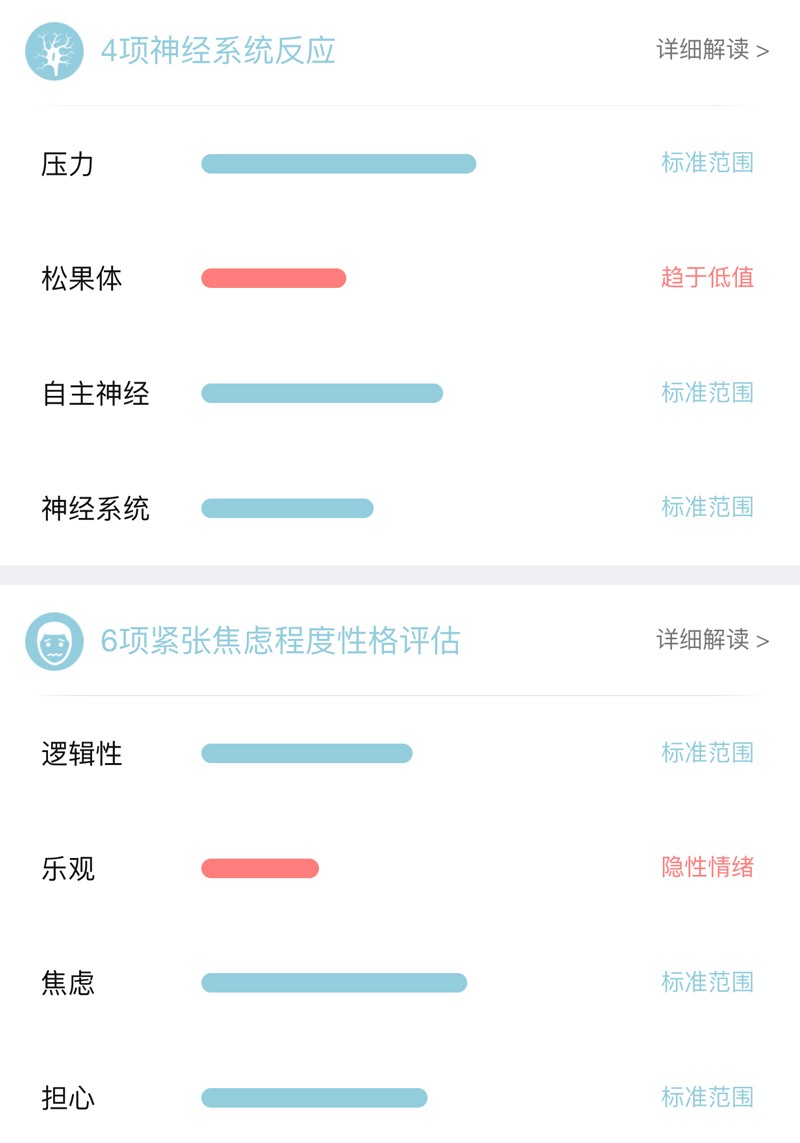 4项神经系统反应 详细解读 >
压力 标准范围
松果体 趋于低值
自主神经 标准范围
神经系统 标准范围
6项紧张焦虑程度性格评估 详细解读 >
逻辑性 标准范围
乐观 隐性情绪
焦虑 标准范围
担心 标准范围